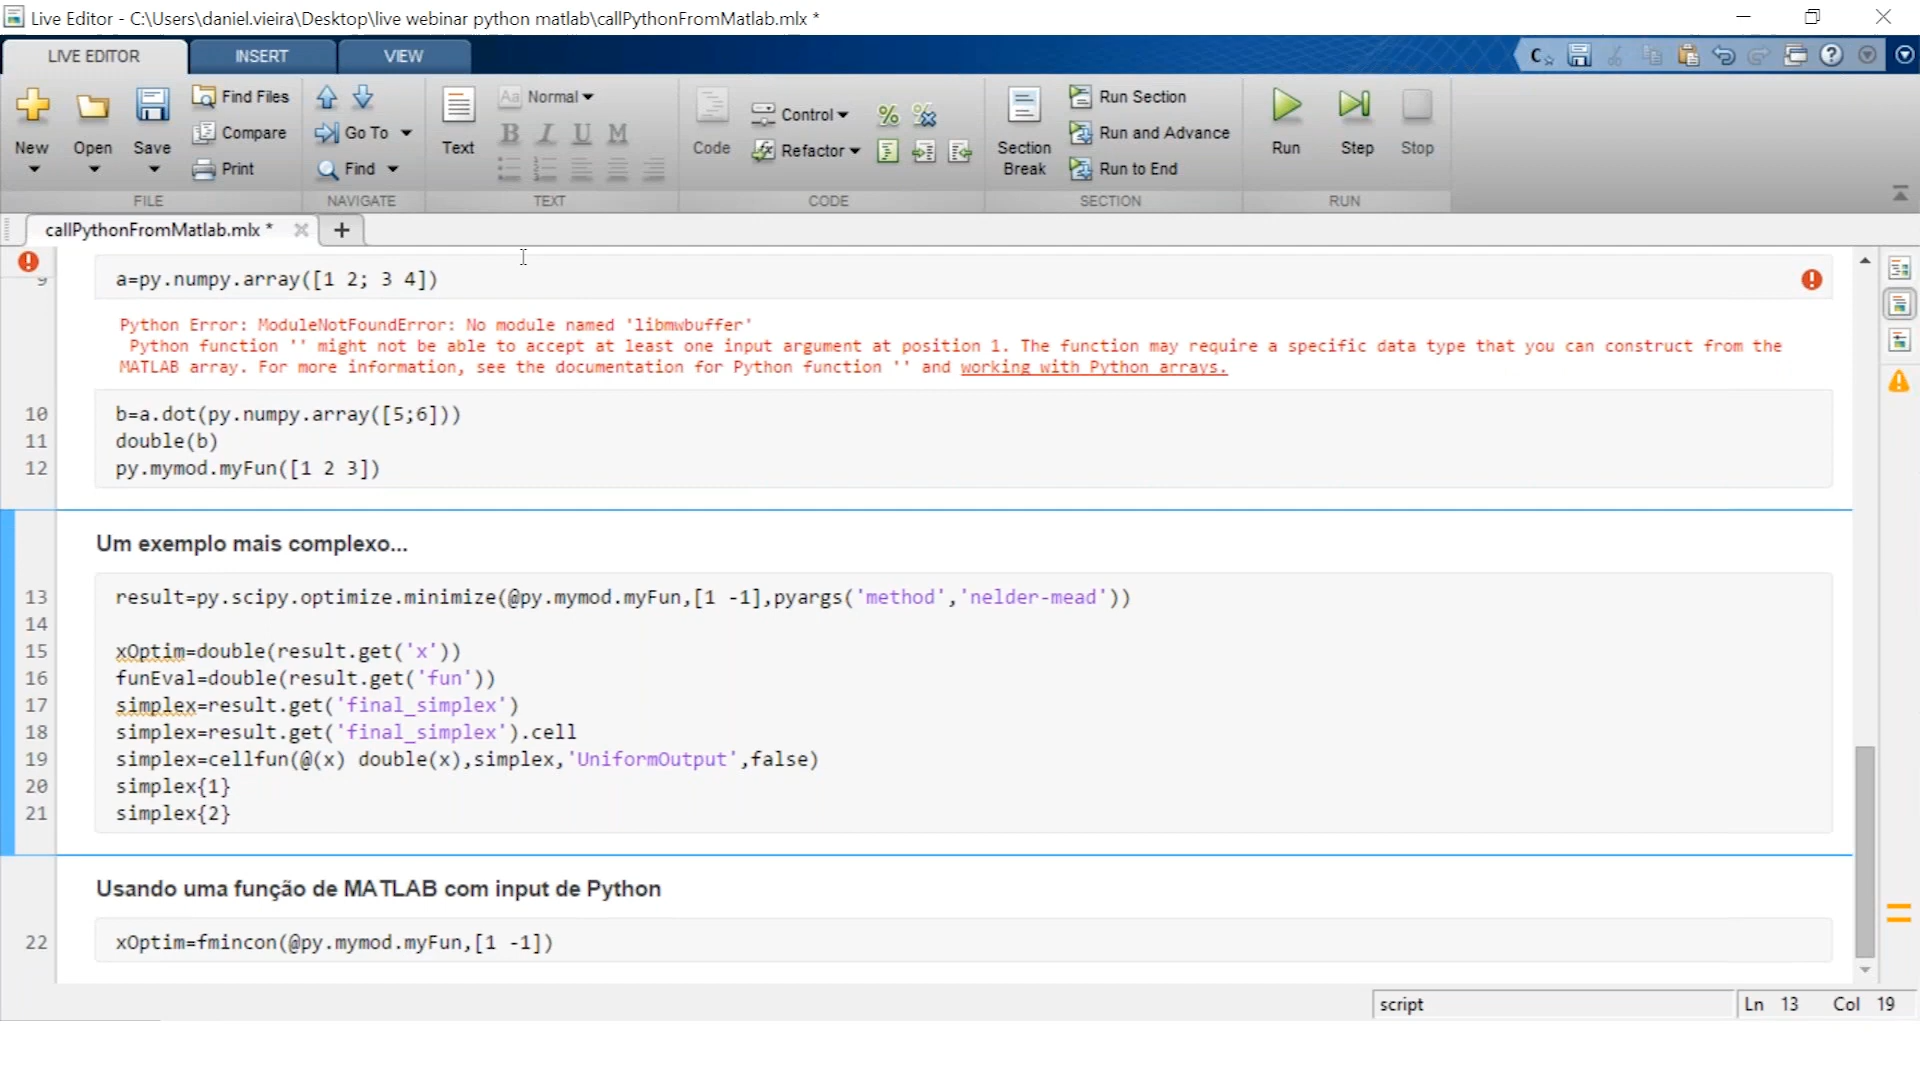 Live Editor - C:\Users\daniel.vieira\Desktop\live webinar python matlab\callPythonFromMatlab.mlx *
LIVE EDITOR INSERT VIEW
New Open Save Find Files Compare Print
FILE
Go To Find
NAVIGATE
Text Aa Normal B I U M
TEXT
Code Control Refactor
CODE
Section Break Run Section Run and Advance Run to End
SECTION
Run Step Stop
RUN
callPythonFromMatlab.mlx *
9 a=py.numpy.array([1 2; 3 4])
Python Error: ModuleNotFoundError: No module named 'libmwbuffer'
Python function '' might not be able to accept at least one input argument at position 1. The function may require a specific data type that you can construct from the
MATLAB array. For more information, see the documentation for Python function '' and working with Python arrays.
10 b=a.dot(py.numpy.array([5;6]))
11 double(b)
12 py.mymod.myFun([1 2 3])
Um exemplo mais complexo...
13 result=py.scipy.optimize.minimize(@py.mymod.myFun,[1 -1],pyargs('method','nelder-mead'))
14
15 xOptim=double(result.get('x'))
16 funEval=double(result.get('fun'))
17 simplex=result.get('final_simplex')
18 simplex=result.get('final_simplex').cell
19 simplex=cellfun(@(x) double(x),simplex,'UniformOutput',false)
20 simplex{1}
21 simplex{2}
Usando uma função de MATLAB com input de Python
22 xOptim=fmincon(@py.mymod.myFun,[1 -1])
script Ln 13 Col 19